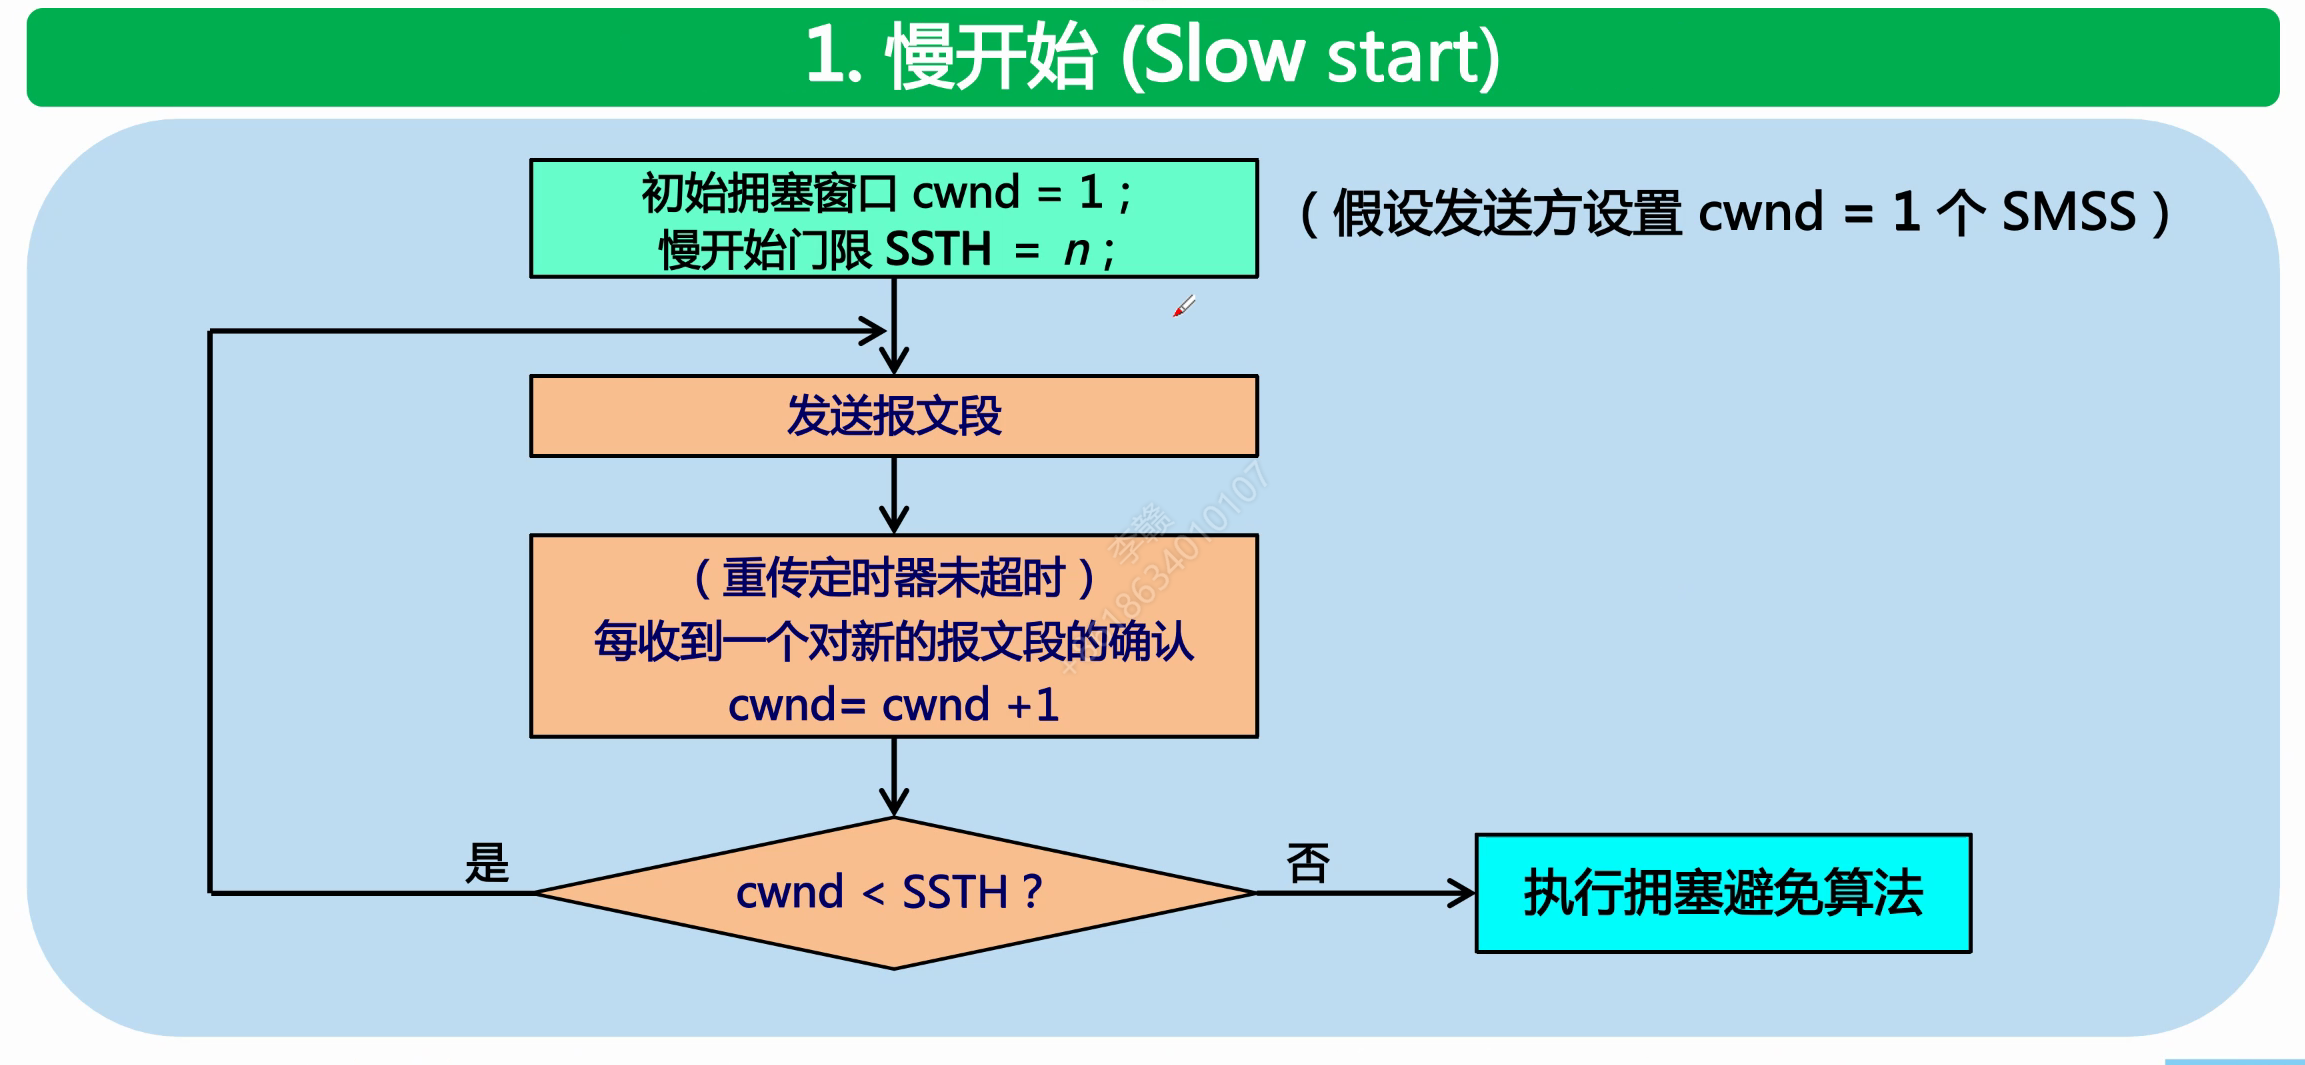 1. 慢开始 (Slow start)
初始拥塞窗口 cwnd = 1；
慢开始门限 SSTH = n；
（假设发送方设置 cwnd = 1 个 SMSS）
发送报文段
（重传定时器未超时）
每收到一个对新的报文段的确认
cwnd= cwnd +1
李赣
+8618634010107
cwnd < SSTH？
是
否
执行拥塞避免算法